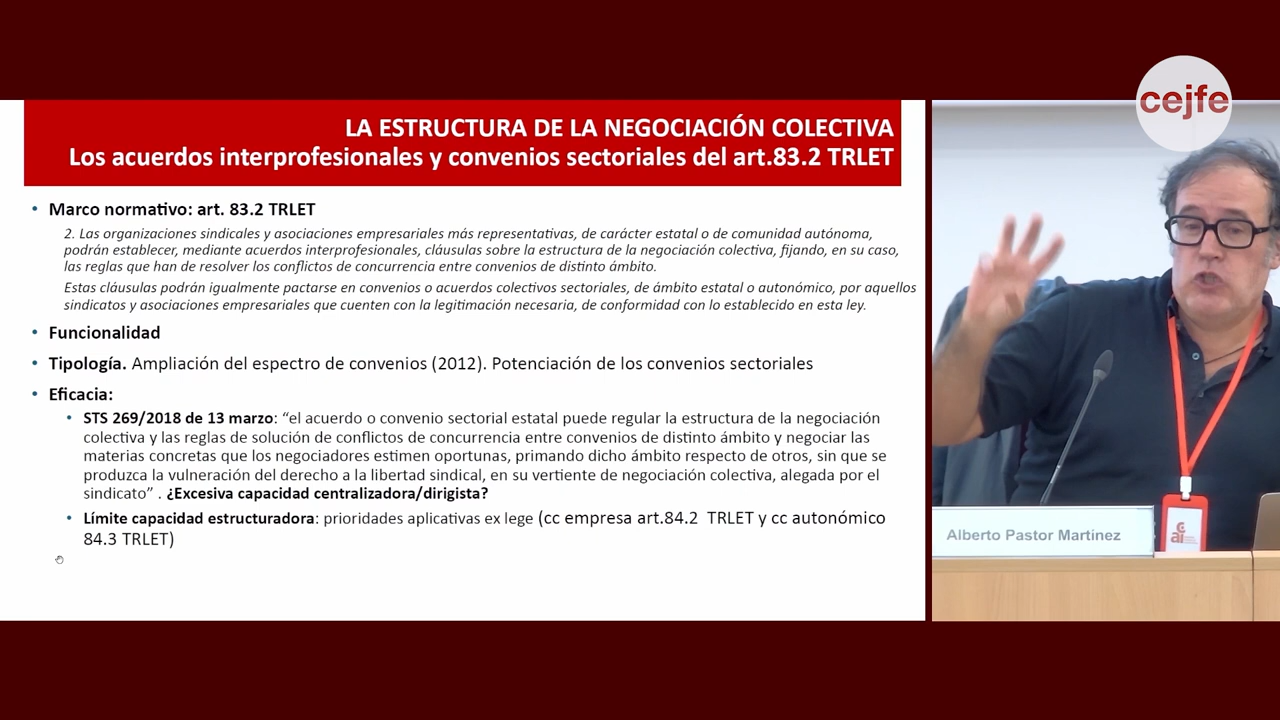 cejfe
LA ESTRUCTURA DE LA NEGOCIACIÓN COLECTIVA
Los acuerdos interprofesionales y convenios sectoriales del art.83.2 TRLET
• Marco normativo: art. 83.2 TRLET
2. Las organizaciones sindicales y asociaciones empresariales más representativas, de carácter estatal o de comunidad autónoma,
podrán establecer, mediante acuerdos interprofesionales, cláusulas sobre la estructura de la negociación colectiva, fijando, en su caso,
las reglas que han de resolver los conflictos de concurrencia entre convenios de distinto ámbito.
Estas cláusulas podrán igualmente pactarse en convenios o acuerdos colectivos sectoriales, de ámbito estatal o autonómico, por aquellos
sindicatos y asociaciones empresariales que cuenten con la legitimación necesaria, de conformidad con lo establecido en esta ley.
• Funcionalidad
• Tipología. Ampliación del espectro de convenios (2012). Potenciación de los convenios sectoriales
• Eficacia:
• STS 269/2018 de 13 marzo: “el acuerdo o convenio sectorial estatal puede regular la estructura de la negociación
colectiva y las reglas de solución de conflictos de concurrencia entre convenios de distinto ámbito y negociar las
materias concretas que los negociadores estimen oportunas, primando dicho ámbito respecto de otros, sin que se
produzca la vulneración del derecho a la libertad sindical, en su vertiente de negociación colectiva, alegada por el
sindicato” . ¿Excesiva capacidad centralizadora/dirigista?
• Límite capacidad estructuradora: prioridades aplicativas ex lege (cc empresa art.84.2 TRLET y cc autonómico
84.3 TRLET)
Alberto Pastor Martínez